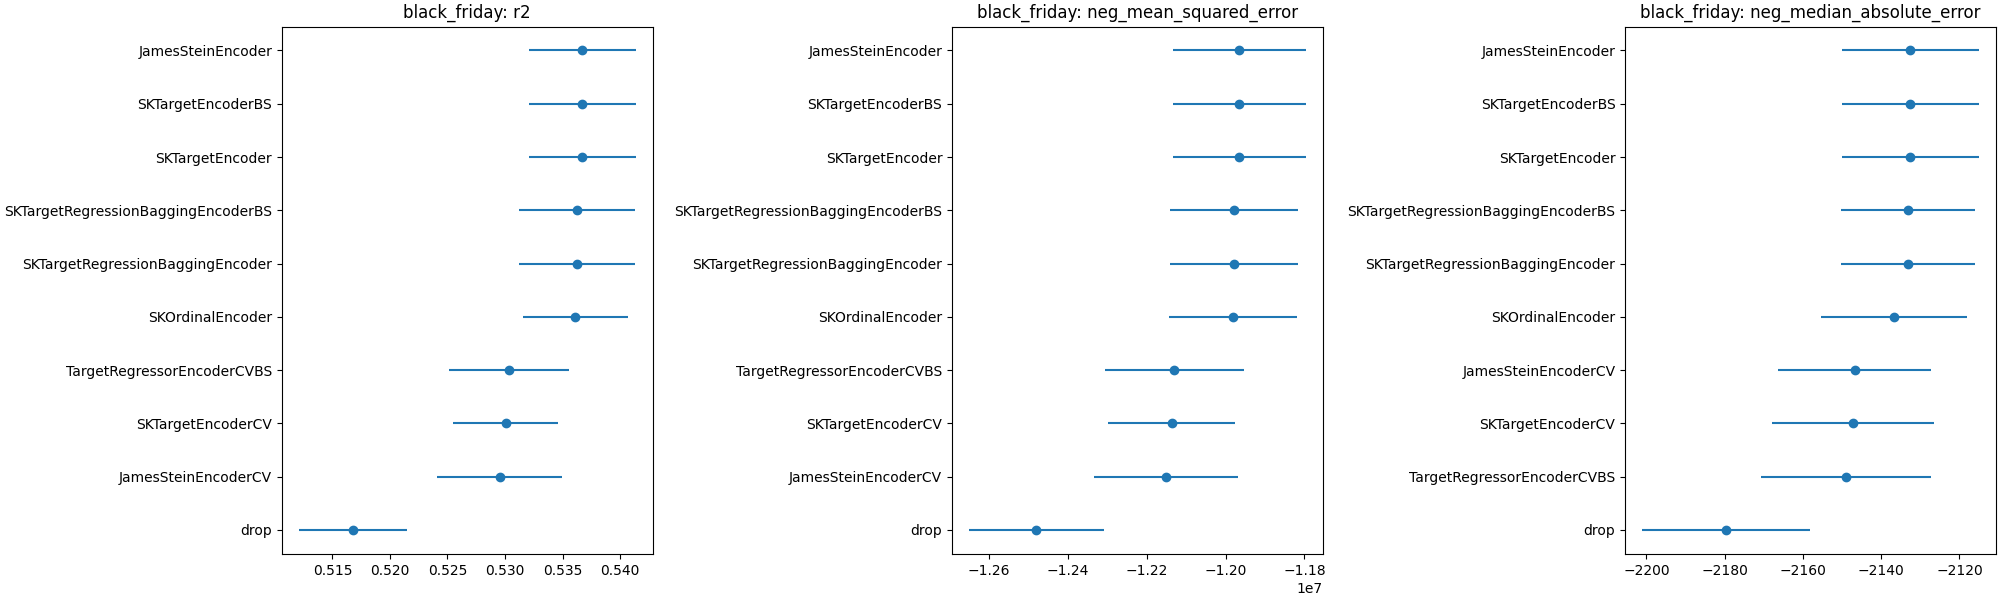 black_friday: r2
JamesSteinEncoder
SKTargetEncoderBS
SKTargetEncoder
SKTargetRegressionBaggingEncoderBS
SKTargetRegressionBaggingEncoder
SKOrdinalEncoder
TargetRegressorEncoderCVBS
SKTargetEncoderCV
JamesSteinEncoderCV
drop
0.515 0.520 0.525 0.530 0.535 0.540
black_friday: neg_mean_squared_error
JamesSteinEncoder
SKTargetEncoderBS
SKTargetEncoder
SKTargetRegressionBaggingEncoderBS
SKTargetRegressionBaggingEncoder
SKOrdinalEncoder
TargetRegressorEncoderCVBS
SKTargetEncoderCV
JamesSteinEncoderCV
drop
−1.26 −1.24 −1.22 −1.20 −1.18
1e7
black_friday: neg_median_absolute_error
JamesSteinEncoder
SKTargetEncoderBS
SKTargetEncoder
SKTargetRegressionBaggingEncoderBS
SKTargetRegressionBaggingEncoder
SKOrdinalEncoder
JamesSteinEncoderCV
SKTargetEncoderCV
TargetRegressorEncoderCVBS
drop
−2200 −2180 −2160 −2140 −2120